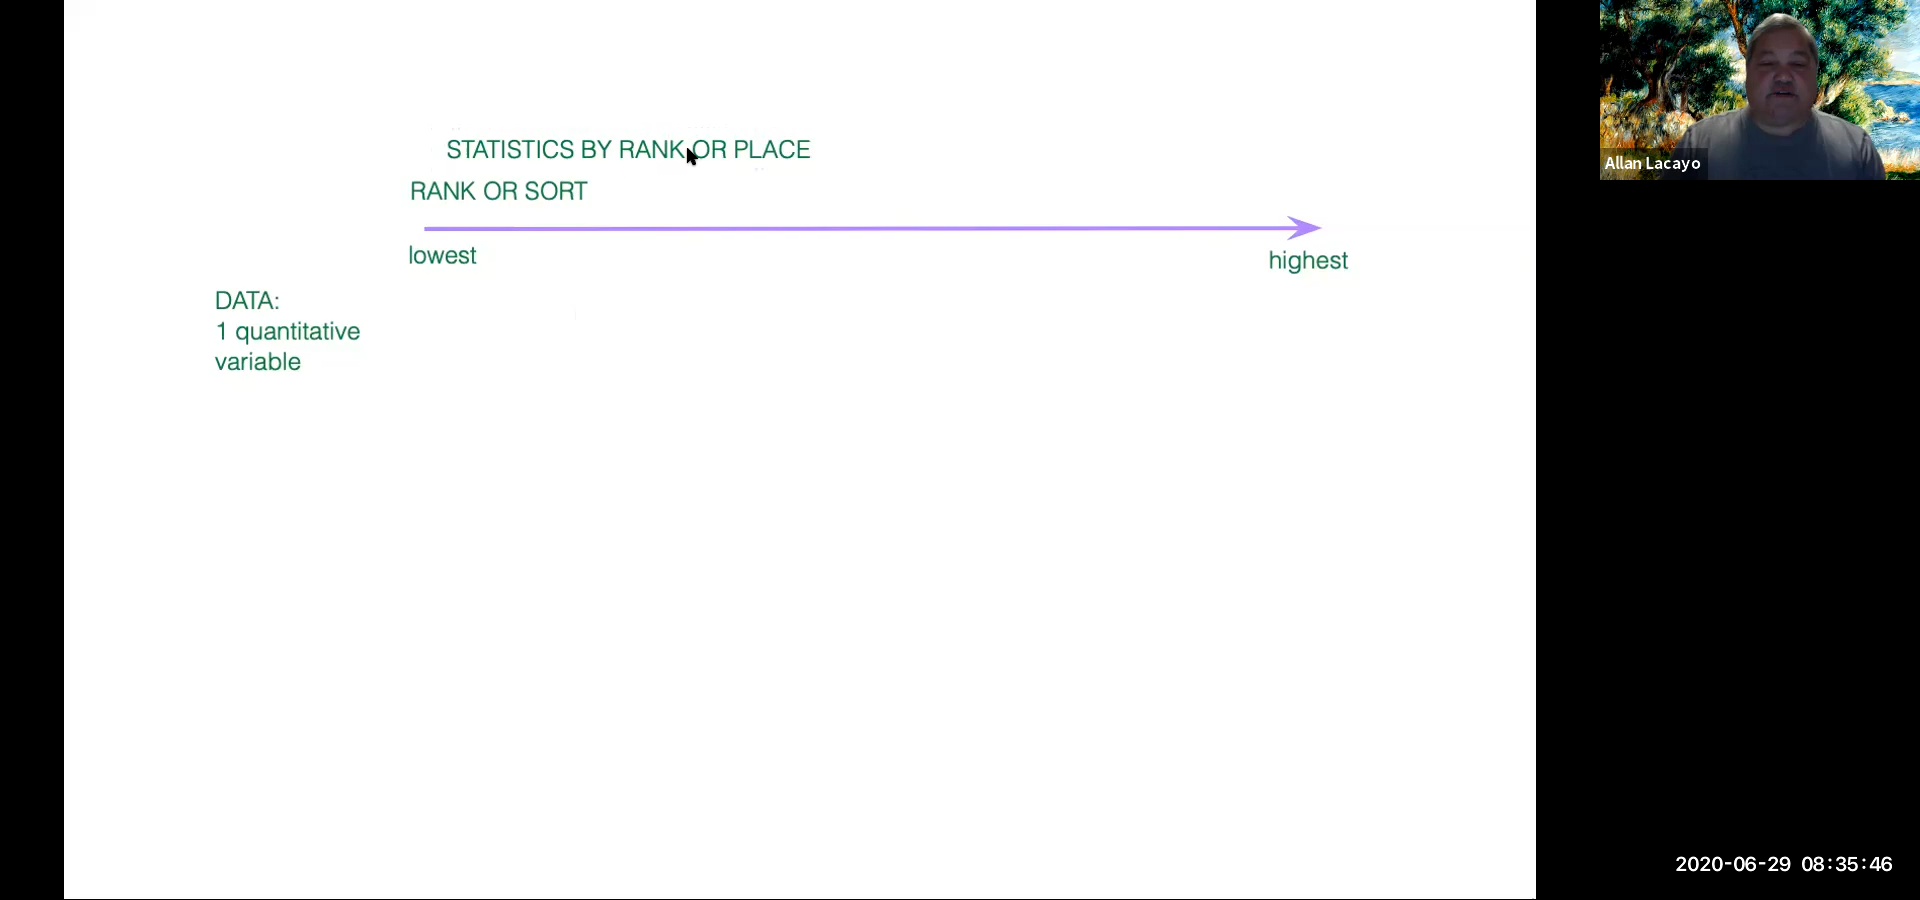 STATISTICS BY RANK OR PLACE
RANK OR SORT
lowest
highest
DATA:
1 quantitative
variable
Allan Lacayo
2020-06-29 08:35:46